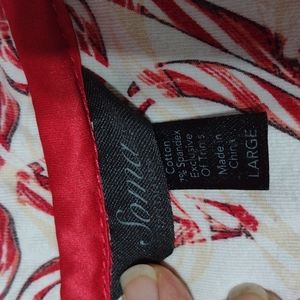 Soma
Cotton
% Spandex
Exclusive
Of Trim's
Made in
China
LARGE